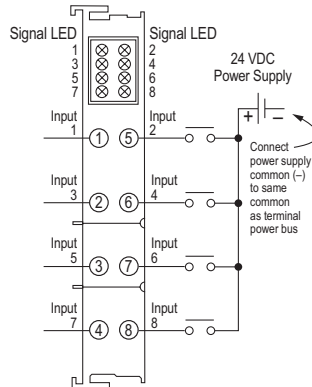 Signal LED Signal LED
1 2
3 4
5 6
7 8
24 VDC
Power Supply
+ –
Connect
power supply
common (–)
to same
common
as terminal
power bus
Input Input
1 1 5 2
Input Input
3 2 6 4
Input Input
5 3 7 6
Input Input
7 4 8 8